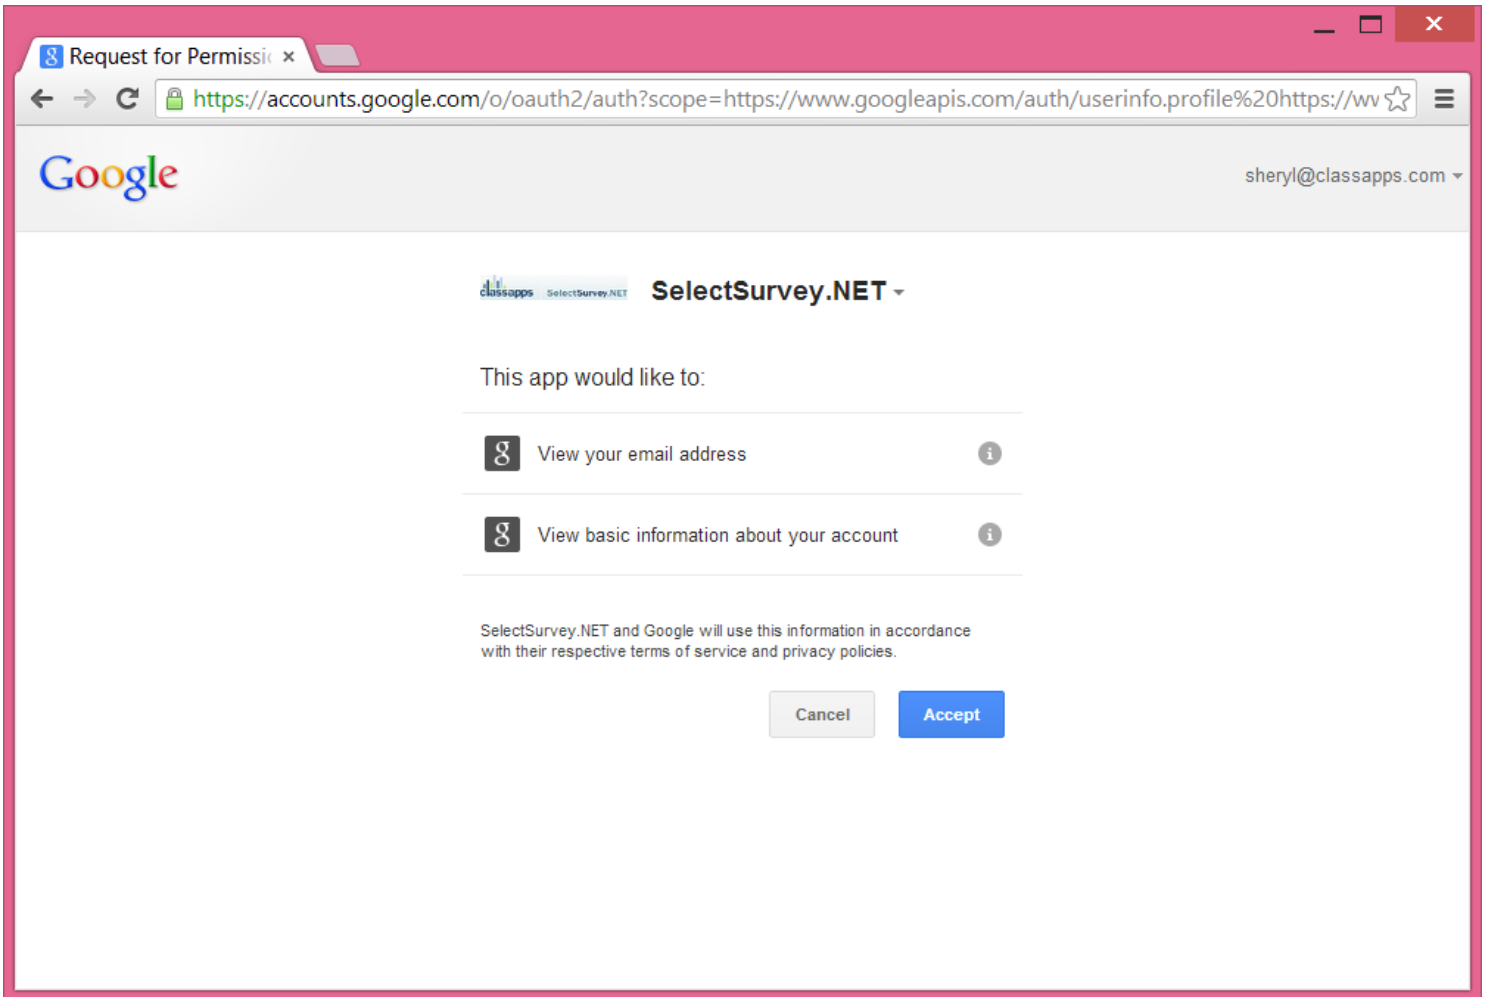 Request for Permissi
https://accounts.google.com/o/oauth2/auth?scope=https://www.googleapis.com/auth/userinfo.profile%20https://wv
Google
sheryl@classapps.com
classapps SelectSurvey.NET
SelectSurvey.NET
This app would like to:
g View your email address
g View basic information about your account
SelectSurvey.NET and Google will use this information in accordance
with their respective terms of service and privacy policies.
Cancel Accept